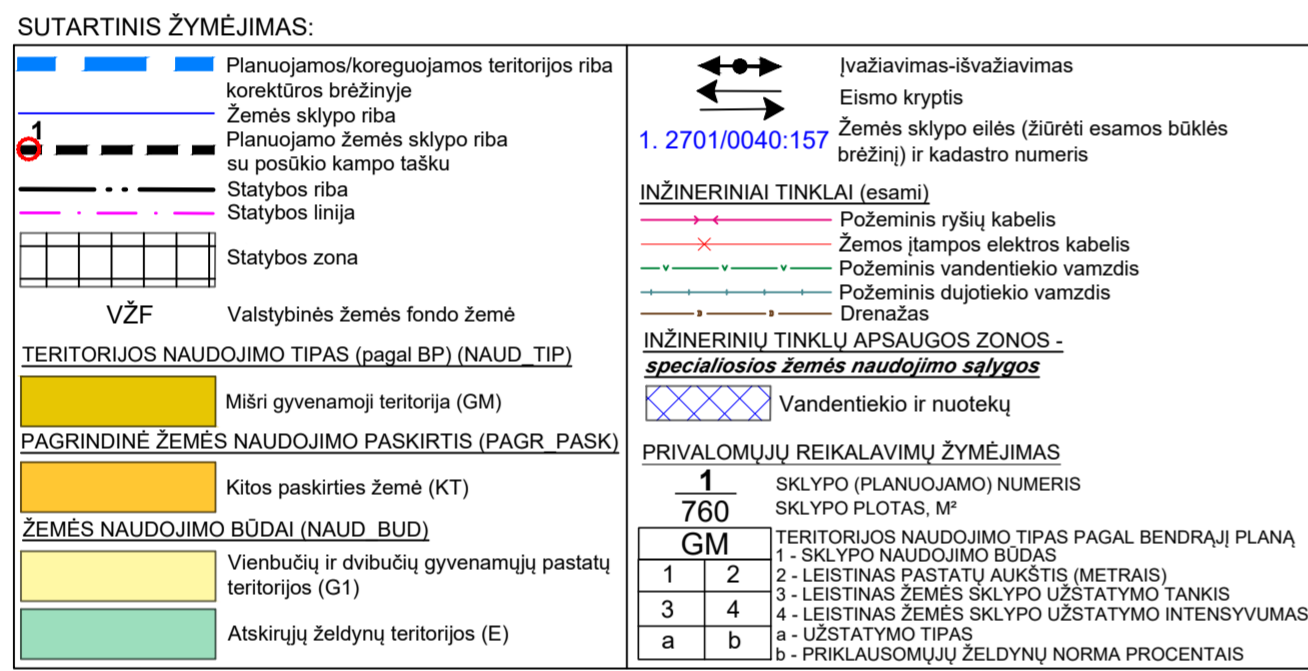 SUTARTINIS ŽYMĖJIMAS:
Planuojamos/koreguojamos teritorijos riba
korektūros brėžinyje
Žemės sklypo riba
1
Planuojamo žemės sklypo riba
su posūkio kampo tašku
Statybos riba
Statybos linija
Statybos zona
VŽF Valstybinės žemės fondo žemė
TERITORIJOS NAUDOJIMO TIPAS (pagal BP) (NAUD_TIP)
Mišri gyvenamoji teritorija (GM)
PAGRINDINĖ ŽEMĖS NAUDOJIMO PASKIRTIS (PAGR_PASK)
Kitos paskirties žemė (KT)
ŽEMĖS NAUDOJIMO BŪDAI (NAUD_BUD)
Vienbučių ir dvibučių gyvenamųjų pastatų
teritorijos (G1)
Atskirųjų želdynų teritorijos (E)
Įvažiavimas-išvažiavimas
Eismo kryptis
1. 2701/0040:157
Žemės sklypo eilės (žiūrėti esamos būklės
brėžinį) ir kadastro numeris
INŽINERINIAI TINKLAI (esami)
Požeminis ryšių kabelis
Žemos įtampos elektros kabelis
Požeminis vandentiekio vamzdis
Požeminis dujotiekio vamzdis
Drenažas
INŽINERINIŲ TINKLŲ APSAUGOS ZONOS -
specialiosios žemės naudojimo sąlygos
Vandentiekio ir nuotekų
PRIVALOMŲJŲ REIKALAVIMŲ ŽYMĖJIMAS
1 SKLYPO (PLANUOJAMO) NUMERIS
760 SKLYPO PLOTAS, M²
GM TERITORIJOS NAUDOJIMO TIPAS PAGAL BENDRĄJĮ PLANĄ
1 2
3 4
a b
1 - SKLYPO NAUDOJIMO BŪDAS
2 - LEISTINAS PASTATŲ AUKŠTIS (METRAIS)
3 - LEISTINAS ŽEMĖS SKLYPO UŽSTATYMO TANKIS
4 - LEISTINAS ŽEMĖS SKLYPO UŽSTATYMO INTENSYVUMAS
a - UŽSTATYMO TIPAS
b - PRIKLAUSOMŲJŲ ŽELDYNŲ NORMA PROCENTAIS